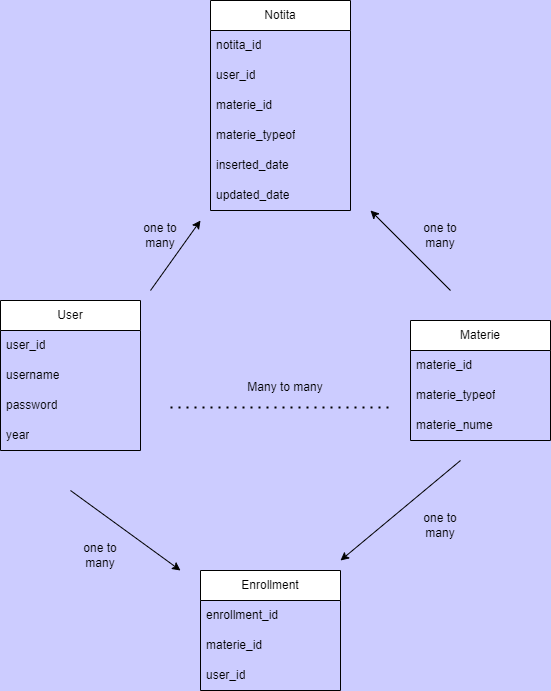 Notita
notita_id
user_id
materie_id
materie_typeof
inserted_date
updated_date
one to
many
one to
many
User
user_id
username
password
year
Many to many
Materie
materie_id
materie_typeof
materie_nume
one to
many
one to
many
Enrollment
enrollment_id
materie_id
user_id